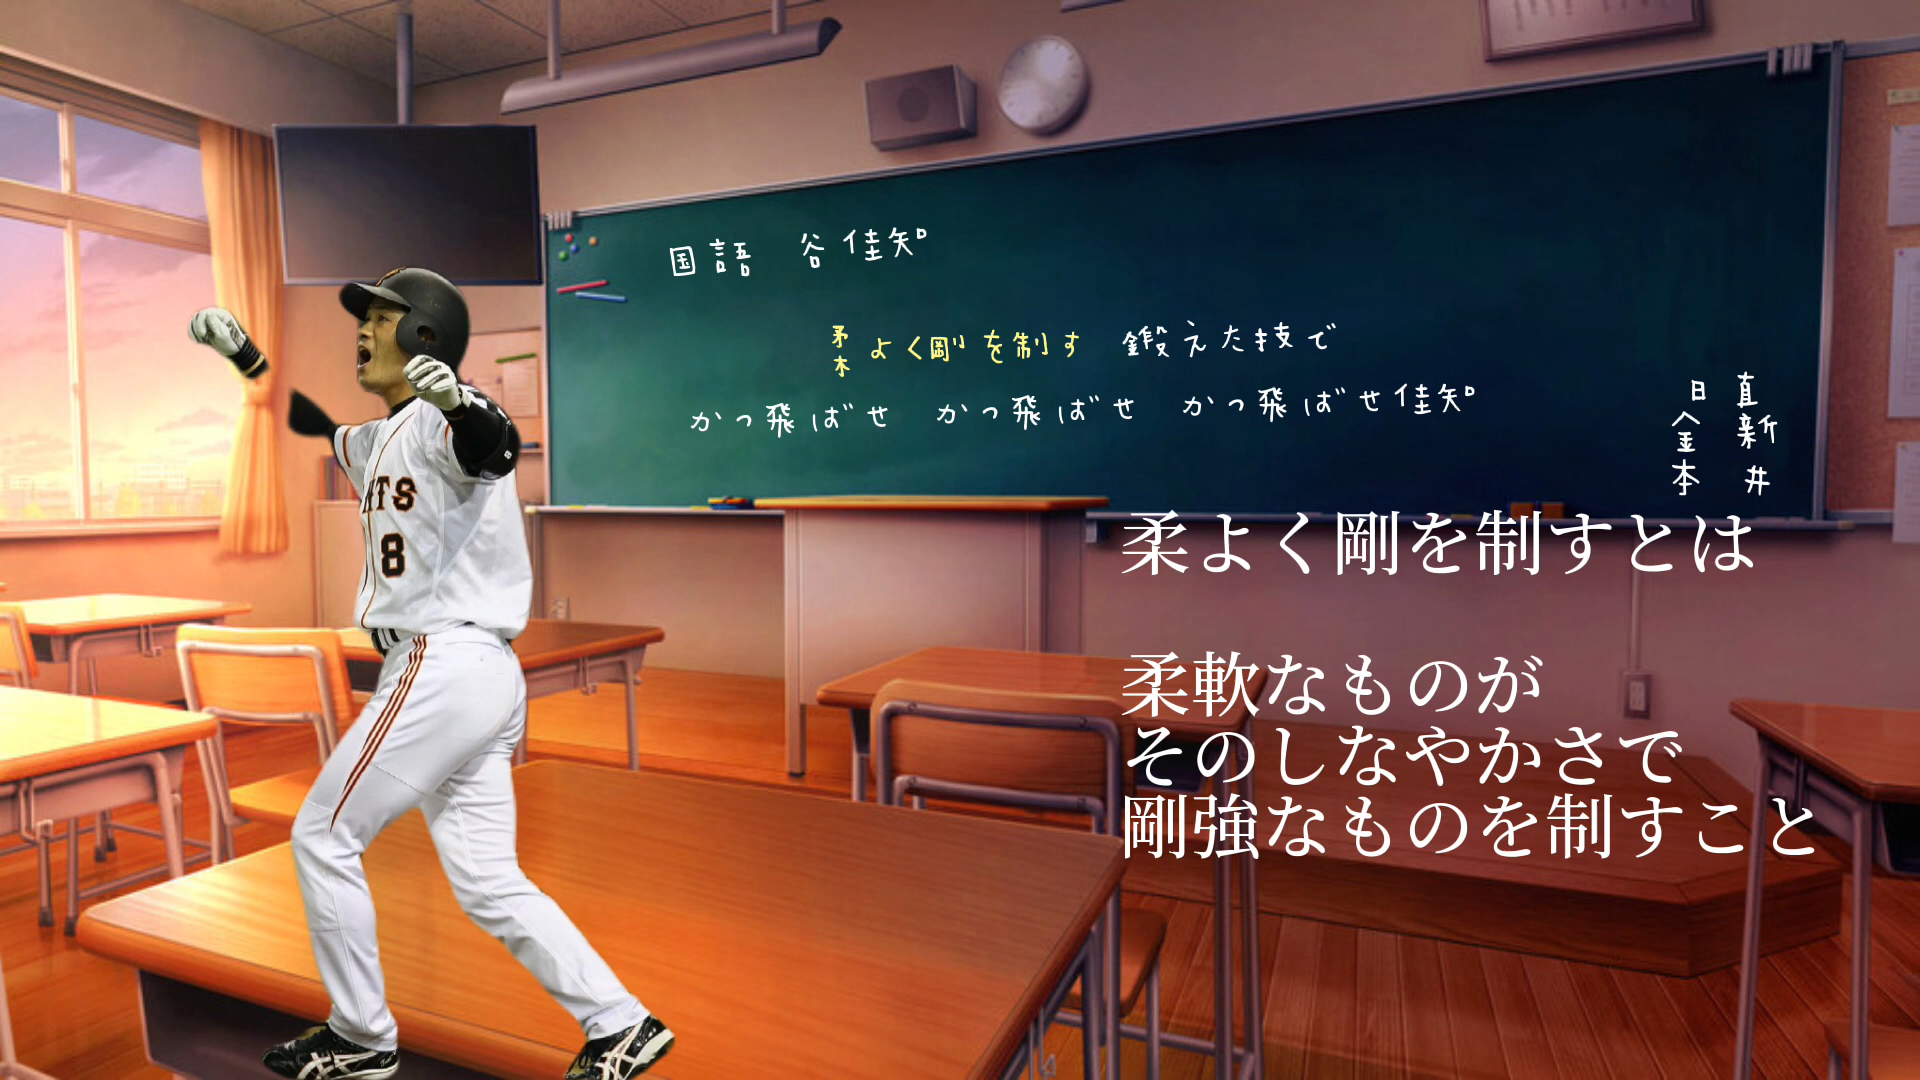 国語 谷佳知
柔よく剛を制す 鍛えた技で
かっ飛ばせ かっ飛ばせ かっ飛ばせ佳知
日直
金本 新井
柔よく剛を制すとは
柔軟なものが
そのしなやかさで
剛強なものを制すこと
NTS
8
8